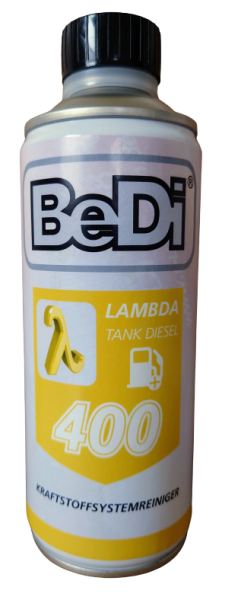 BeDi®
LAMBDA
TANK DIESEL
λ
400
KRAFTSTOFFSYSTEMREINIGER